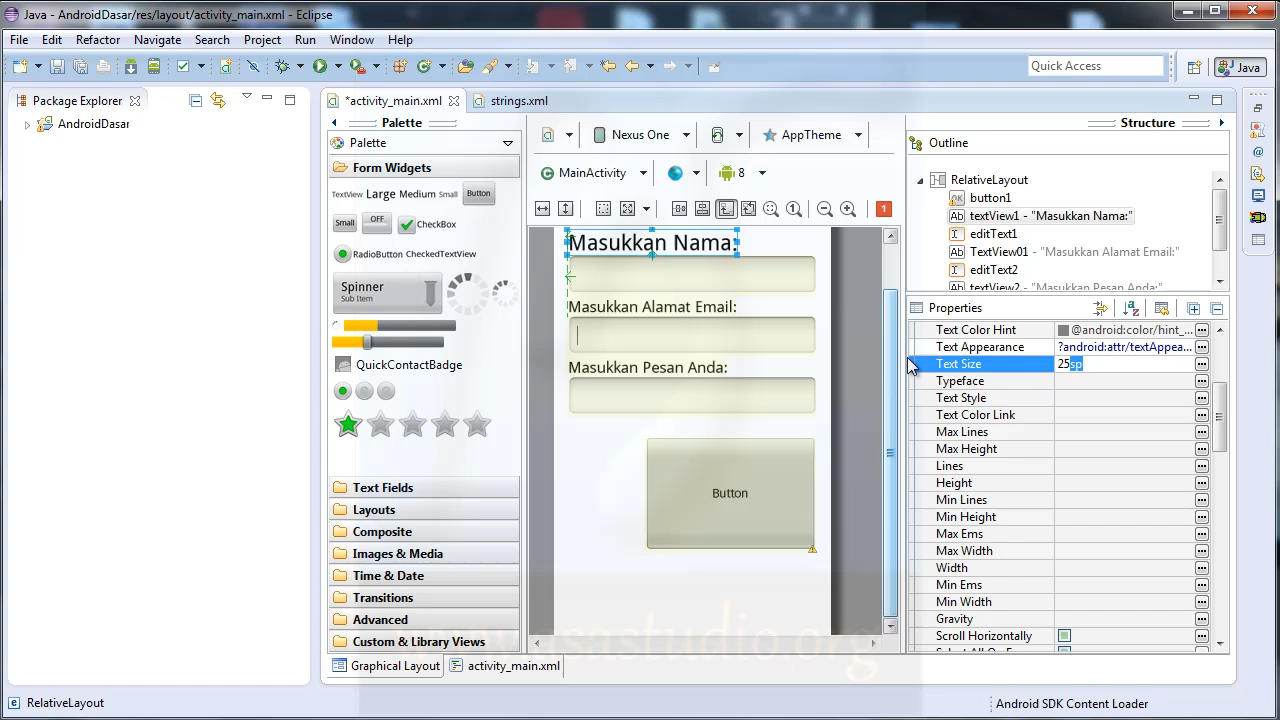 Java - AndroidDasar/res/layout/activity_main.xml - Eclipse
File Edit Refactor Navigate Search Project Run Window Help
Quick Access
Java
Package Explorer
AndroidDasar
*activity_main.xml
strings.xml
Palette
Palette
Form Widgets
TextView Large Medium Small Button
Small OFF CheckBox
RadioButton CheckedTextView
Spinner
Sub Item
QuickContactBadge
Text Fields
Layouts
Composite
Images & Media
Time & Date
Transitions
Advanced
Custom & Library Views
Graphical Layout
activity_main.xml
Nexus One
AppTheme
MainActivity
8
1
Masukkan Nama:
Masukkan Alamat Email:
Masukkan Pesan Anda:
Button
Structure
Outline
RelativeLayout
button1
textView1 - "Masukkan Nama:"
editText1
TextView01 - "Masukkan Alamat Email:"
editText2
textView2 - "Masukkan Pesan Anda:"
Properties
Text Color Hint @android:color/hint_...
Text Appearance ?android:attr/textAppea...
Text Size 25sp
Typeface
Text Style
Text Color Link
Max Lines
Max Height
Lines
Height
Min Lines
Min Height
Max Ems
Max Width
Width
Min Ems
Min Width
Gravity
Scroll Horizontally
RelativeLayout
Android SDK Content Loader